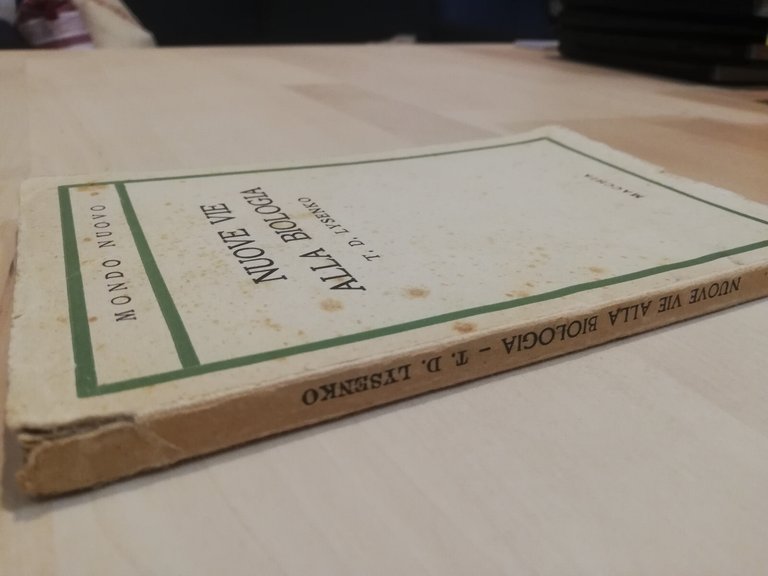 MONDO NUOVO
NUOVE VIE
ALLA BIOLOGIA
T. D. LYSENKO
MACCHIA
NUOVE VIE ALLA BIOLOGIA - T. D. LYSENKO